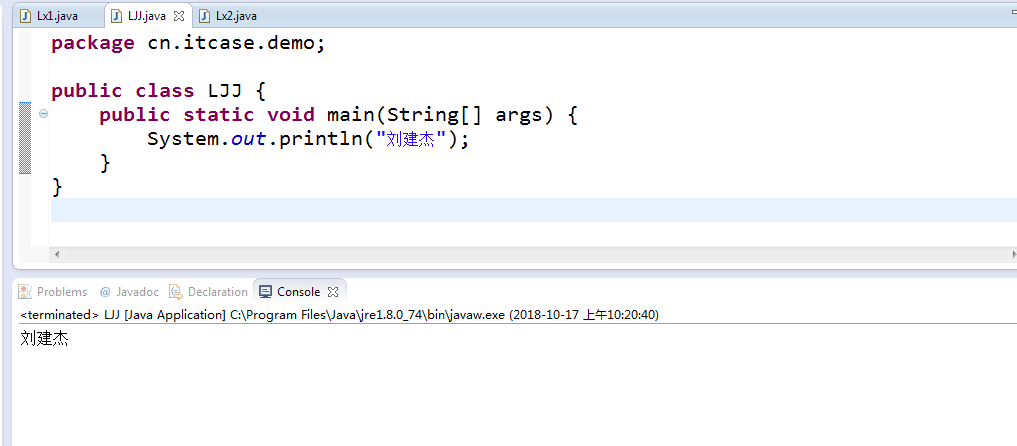 Lx1.java LJJ.java Lx2.java
package cn.itcase.demo;
public class LJJ {
public static void main(String[] args) {
System.out.println("刘建杰");
}
}
Problems @ Javadoc Declaration Console
<terminated> LJJ [Java Application] C:\Program Files\Java\jre1.8.0_74\bin\javaw.exe (2018-10-17 上午10:20:40)
刘建杰